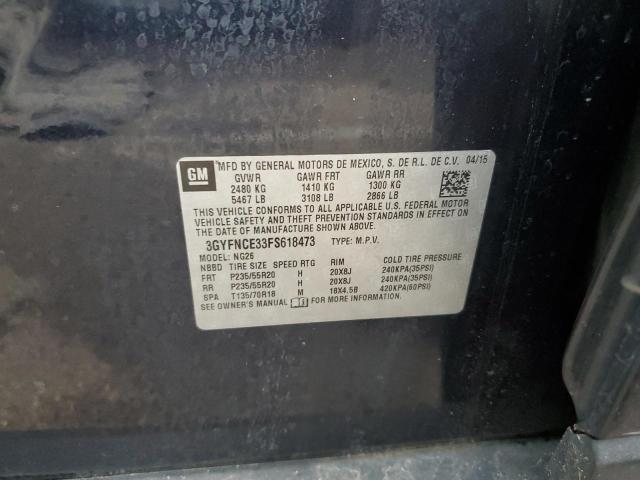 GM
MFD BY GENERAL MOTORS DE MEXICO, S. DE R.L. DE C.V. 04/15
GVWR GAWR FRT GAWR RR
2480 KG 1410 KG 1300 KG
5467 LB 3108 LB 2866 LB
THIS VEHICLE CONFORMS TO ALL APPLICABLE U.S. FEDERAL MOTOR
VEHICLE SAFETY AND THEFT PREVENTION STANDARDS IN EFFECT
ON THE DATE OF MANUFACTURE SHOWN ABOVE.
3GYFNCE33FS618473 TYPE: M.P.V.
MODEL: NG26
NBBD TIRE SIZE SPEED RTG RIM COLD TIRE PRESSURE
FRT P235/55R20 H 20X8J 240KPA(35PSI)
RR P235/55R20 H 20X8J 240KPA(35PSI)
SPA T135/70R18 M 18X4.5B 420KPA(60PSI)
SEE OWNER'S MANUAL FOR MORE INFORMATION.